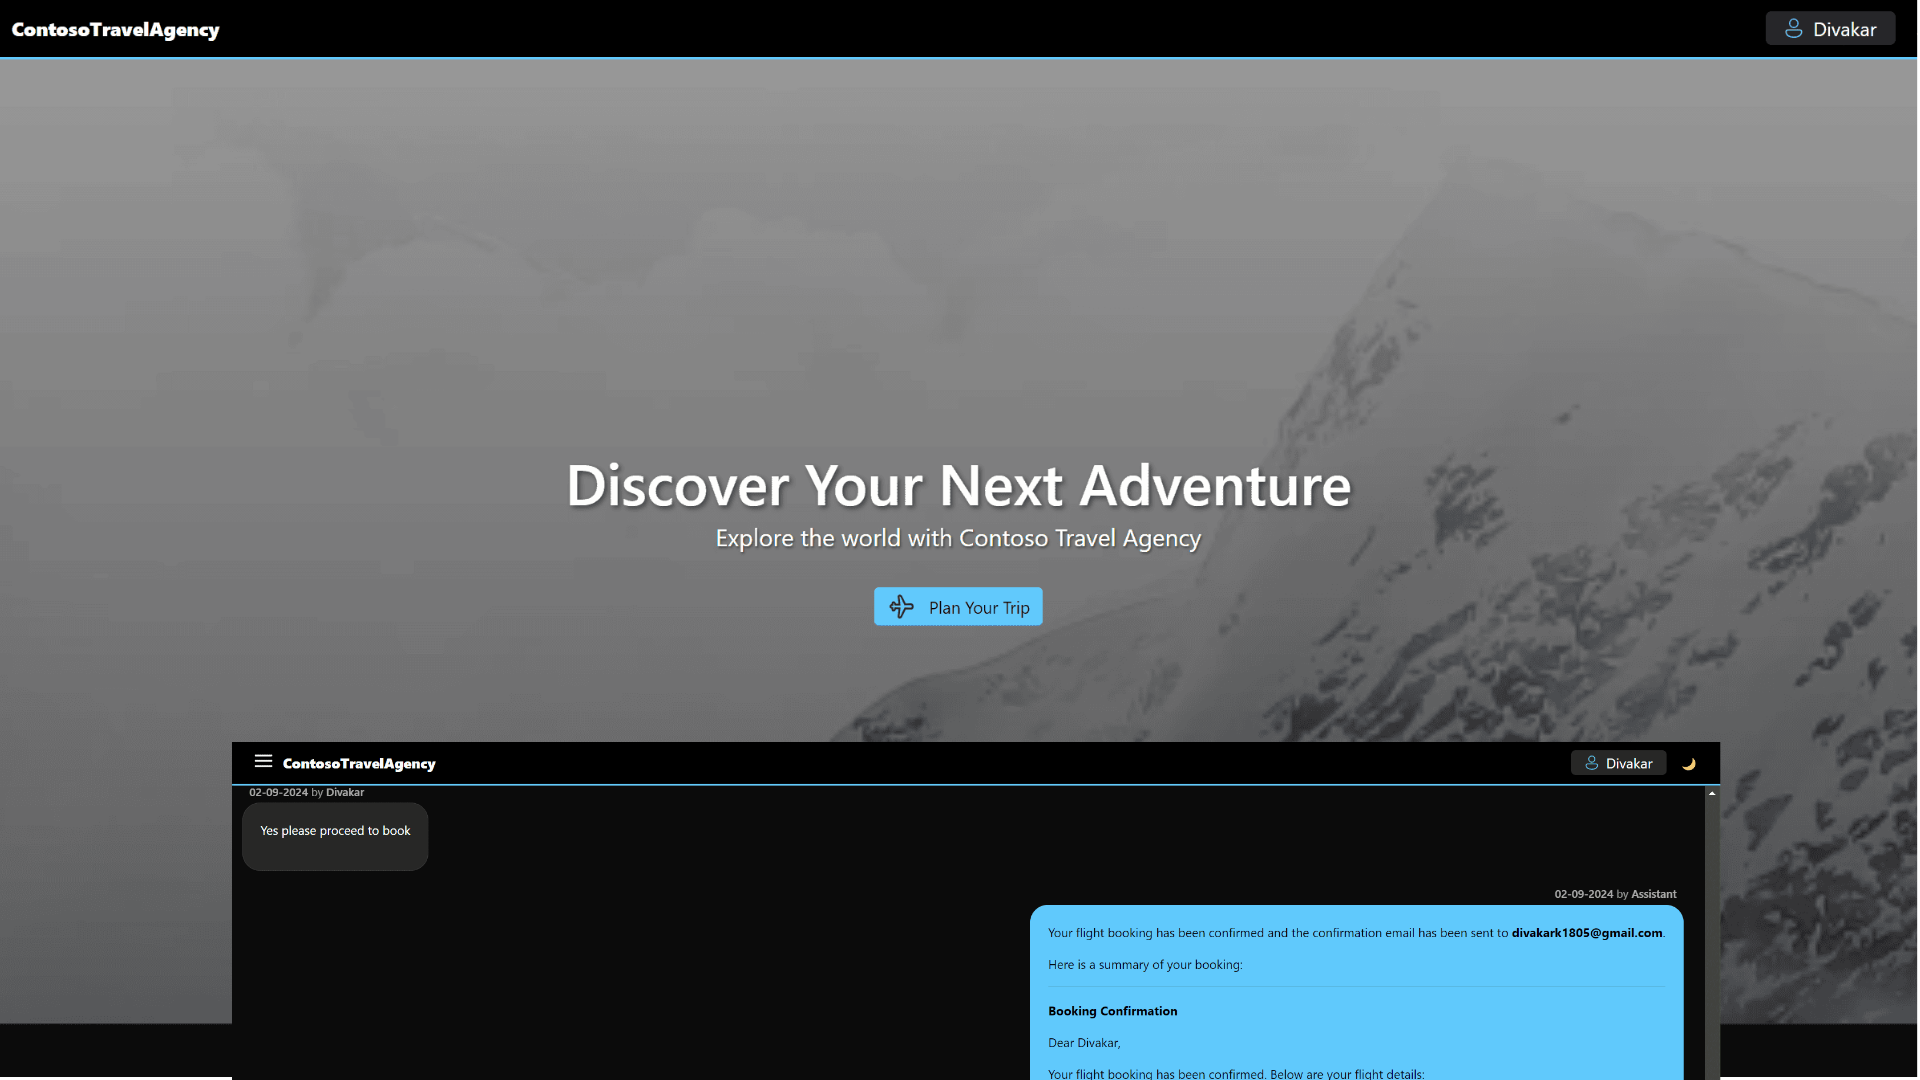 ContosoTravelAgency
Divakar
Discover Your Next Adventure
Explore the world with Contoso Travel Agency
Plan Your Trip
ContosoTravelAgency
Divakar
02-09-2024 by Divakar
Yes please proceed to book
02-09-2024 by Assistant
Your flight booking has been confirmed and the confirmation email has been sent to divakark1805@gmail.com.
Here is a summary of your booking:
Booking Confirmation
Dear Divakar,
Your flight booking has been confirmed. Below are your flight details: